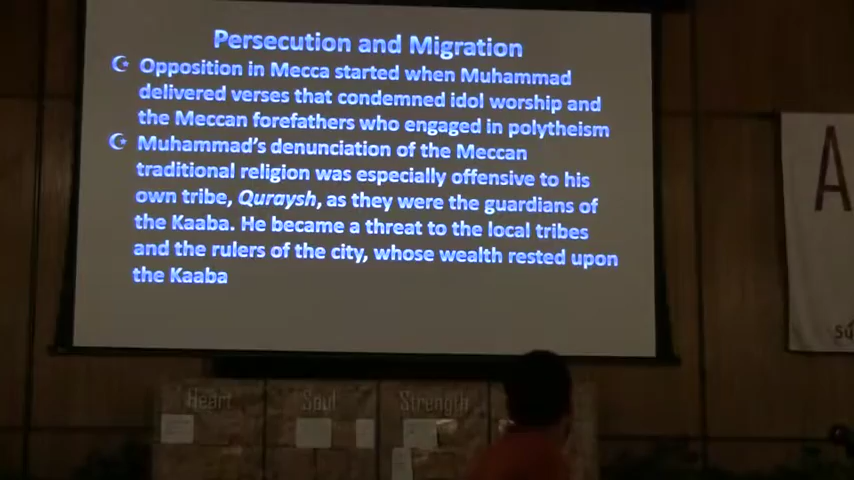 Persecution and Migration
Opposition in Mecca started when Muhammad
delivered verses that condemned idol worship and
the Meccan forefathers who engaged in polytheism
Muhammad's denunciation of the Meccan
traditional religion was especially offensive to his
own tribe, Quraysh, as they were the guardians of
the Kaaba. He became a threat to the local tribes
and the rulers of the city, whose wealth rested upon
the Kaaba
A
Heart
Soul
Strength